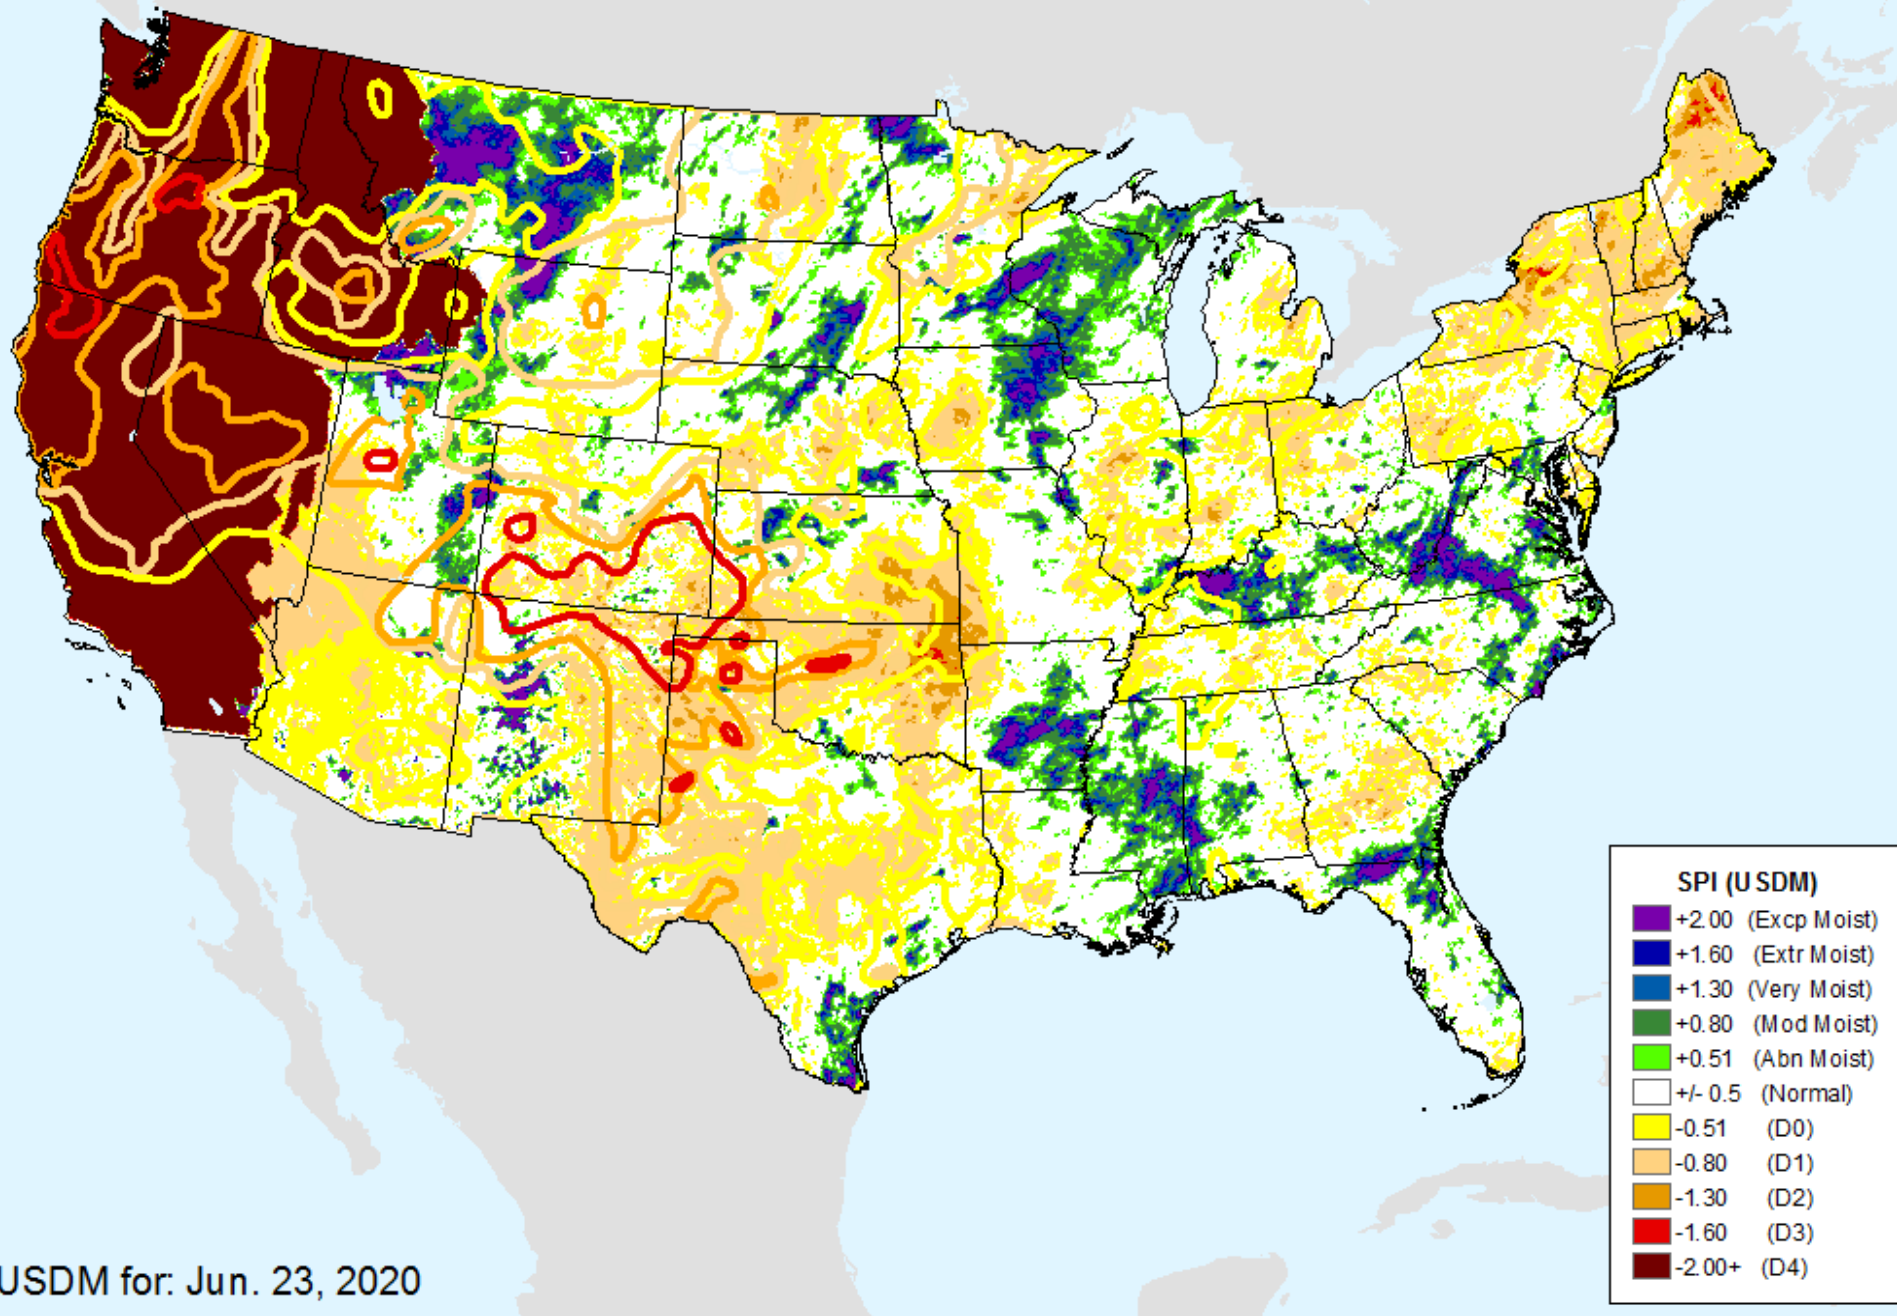 SPI (USDM)
+2.00 (Excp Moist)
+1.60 (Extr Moist)
+1.30 (Very Moist)
+0.80 (Mod Moist)
+0.51 (Abn Moist)
+/- 0.5 (Normal)
-0.51 (D0)
-0.80 (D1)
-1.30 (D2)
-1.60 (D3)
-2.00+ (D4)
USDM for: Jun. 23, 2020